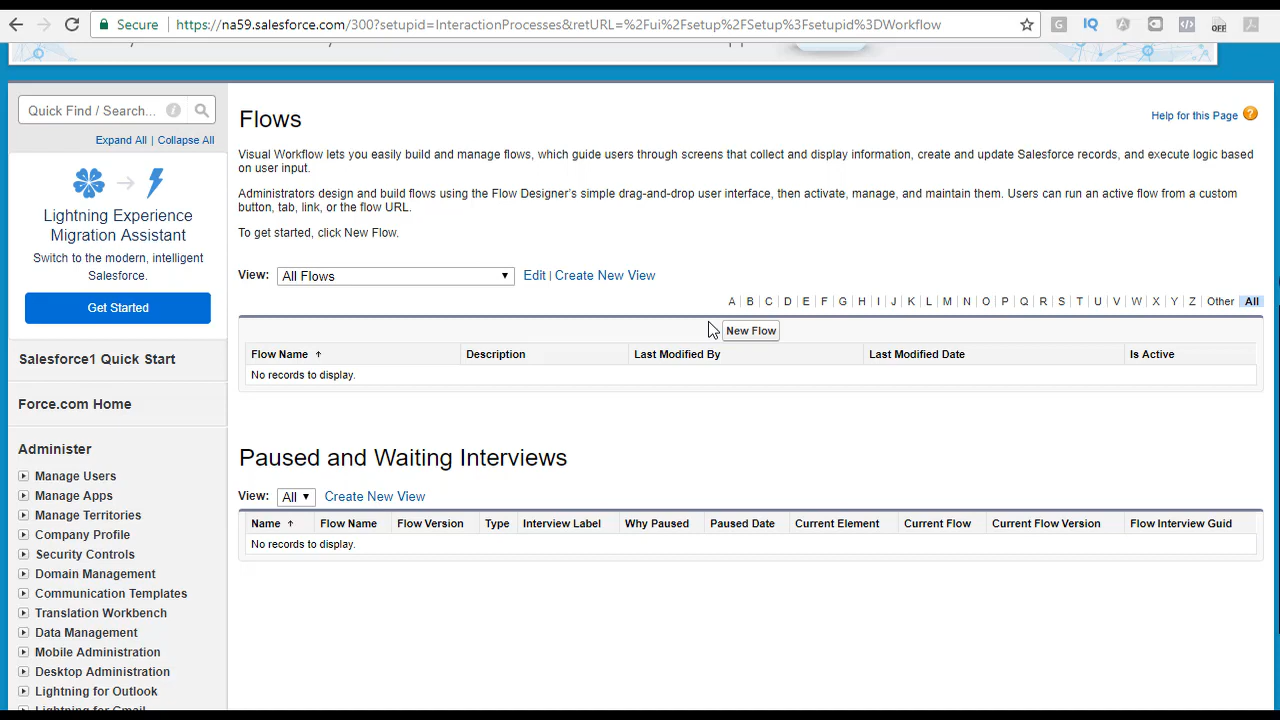 Secure
https://na59.salesforce.com/300?setupid=InteractionProcesses&retURL=%2Fui%2Fsetup%2FSetup%3Fsetupid%3DWorkflow
G IQ A OFF
Quick Find / Search...
Expand All | Collapse All
Lightning Experience
Migration Assistant
Switch to the modern, intelligent
Salesforce.
Get Started
Salesforce1 Quick Start
Force.com Home
Administer
Manage Users
Manage Apps
Manage Territories
Company Profile
Security Controls
Domain Management
Communication Templates
Translation Workbench
Data Management
Mobile Administration
Desktop Administration
Lightning for Outlook
Lightning for Gmail
Flows
Help for this Page ?
Visual Workflow lets you easily build and manage flows, which guide users through screens that collect and display information, create and update Salesforce records, and execute logic based
on user input.
Administrators design and build flows using the Flow Designer's simple drag-and-drop user interface, then activate, manage, and maintain them. Users can run an active flow from a custom
button, tab, link, or the flow URL.
To get started, click New Flow.
View: All Flows Edit | Create New View
A | B | C | D | E | F | G | H | I | J | K | L | M | N | O | P | Q | R | S | T | U | V | W | X | Y | Z | Other All
New Flow
Flow Name Description Last Modified By Last Modified Date Is Active
No records to display.
Paused and Waiting Interviews
View: All Create New View
Name Flow Name Flow Version Type Interview Label Why Paused Paused Date Current Element Current Flow Current Flow Version Flow Interview Guid
No records to display.